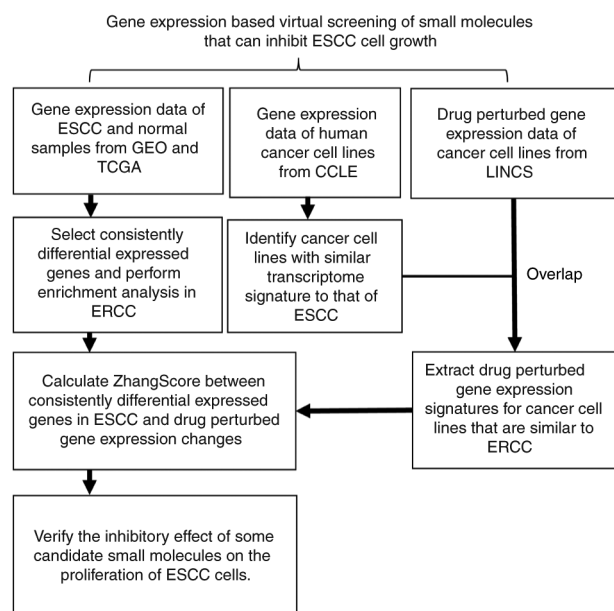 Gene expression based virtual screening of small molecules
that can inhibit ESCC cell growth
Gene expression data of
ESCC and normal
samples from GEO and
TCGA
Gene expression
data of human
cancer cell lines
from CCLE
Drug perturbed gene
expression data of
cancer cell lines from
LINCS
Select consistently
differential expressed
genes and perform
enrichment analysis in
ERCC
Identify cancer cell
lines with similar
transcriptome
signature to that of
ESCC
Overlap
Calculate ZhangScore between
consistently differential expressed
genes in ESCC and drug perturbed
gene expression changes
Extract drug perturbed
gene expression
signatures for cancer cell
lines that are similar to
ERCC
Verify the inhibitory effect of some
candidate small molecules on the
proliferation of ESCC cells.